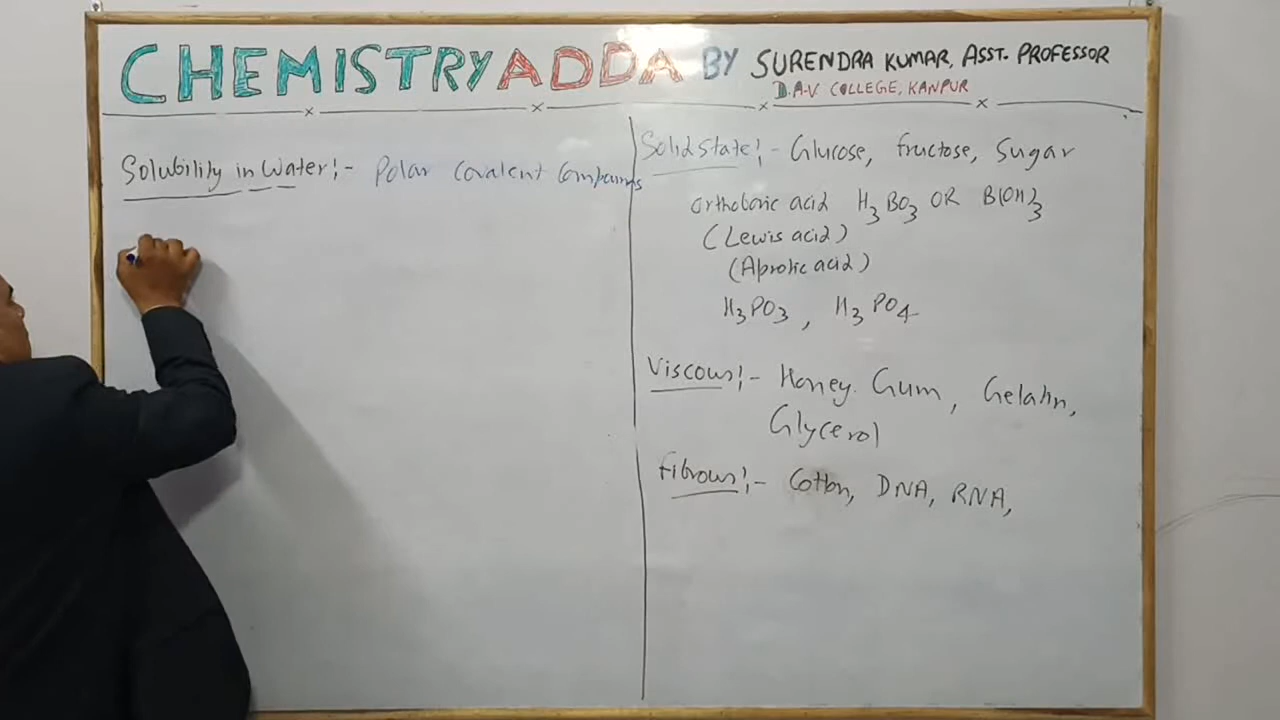 CHEMISTRY ADDA BY SURENDRA KUMAR, ASST. PROFESSOR
D.A.V COLLEGE, KANPUR
Solubility in Water:- Polar Covalent Compounds
Solid state:- Glucose, fructose, Sugar
orthoboric acid H3BO3 OR B(OH)3
(Lewis acid)
(Aprotic acid)
H3PO3, H3PO4
Viscous:- Honey. Gum, Gelatin,
Glycerol
Fibrous:- Cotton, DNA, RNA,